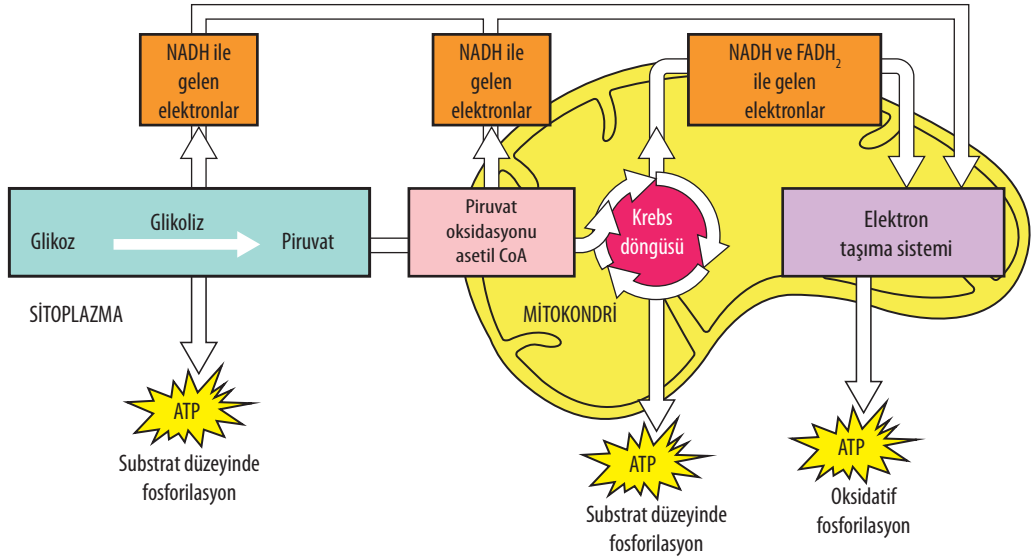 NADH ile
gelen
elektronlar
NADH ile
gelen
elektronlar
NADH ve FADH₂
ile gelen
elektronlar
Glikoz
Glikoliz
Piruvat
Piruvat
oksidasyonu
asetil CoA
Krebs
döngüsü
Elektron
taşıma sistemi
SİTOPLAZMA
MİTOKONDRİ
ATP
Substrat düzeyinde
fosforilasyon
ATP
Substrat düzeyinde
fosforilasyon
ATP
Oksidatif
fosforilasyon